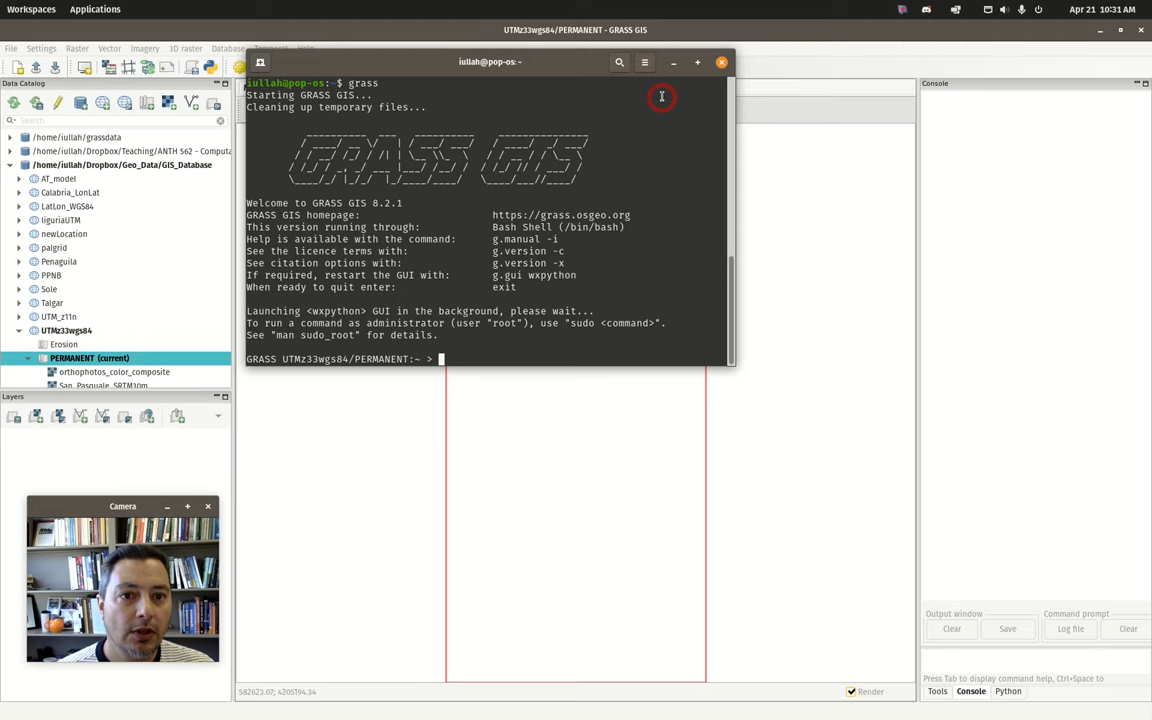 Workspaces Applications Apr 21 10:31 AM
UTMz33wgs84/PERMANENT - GRASS GIS
File Settings Raster Vector Imagery 3D raster Database Help
Data Catalog
Search
/home/iullah/grassdata
/home/iullah/Dropbox/Teaching/ANTH 562 - Computa
/home/iullah/Dropbox/Geo_Data/GIS_Database
AT_model
Calabria_LonLat
LatLon_WGS84
liguriaUTM
newLocation
palgrid
Penaguila
PPNB
Sole
Talgar
UTM_z11n
UTMz33wgs84
Erosion
PERMANENT (current)
orthophotos_color_composite
San_Pasquale_SRTM30m
Layers
Camera
iullah@pop-os: ~
iullah@pop-os:~$ grass
Starting GRASS GIS...
Cleaning up temporary files...
GRASS GIS
Welcome to GRASS GIS 8.2.1
GRASS GIS homepage: https://grass.osgeo.org
This version running through: Bash Shell (/bin/bash)
Help is available with the command: g.manual -i
See the licence terms with: g.version -c
See citation options with: g.version -x
If required, restart the GUI with: g.gui wxpython
When ready to quit enter: exit
Launching <wxpython> GUI in the background, please wait...
To run a command as administrator (user "root"), use "sudo <command>".
See "man sudo_root" for details.
GRASS UTMz33wgs84/PERMANENT:~ >
582623.07; 4205194.34
Render
Console
Output window Command prompt
Clear Save Log file Clear
Press Tab to display command help, Ctrl+Space to
Tools Console Python